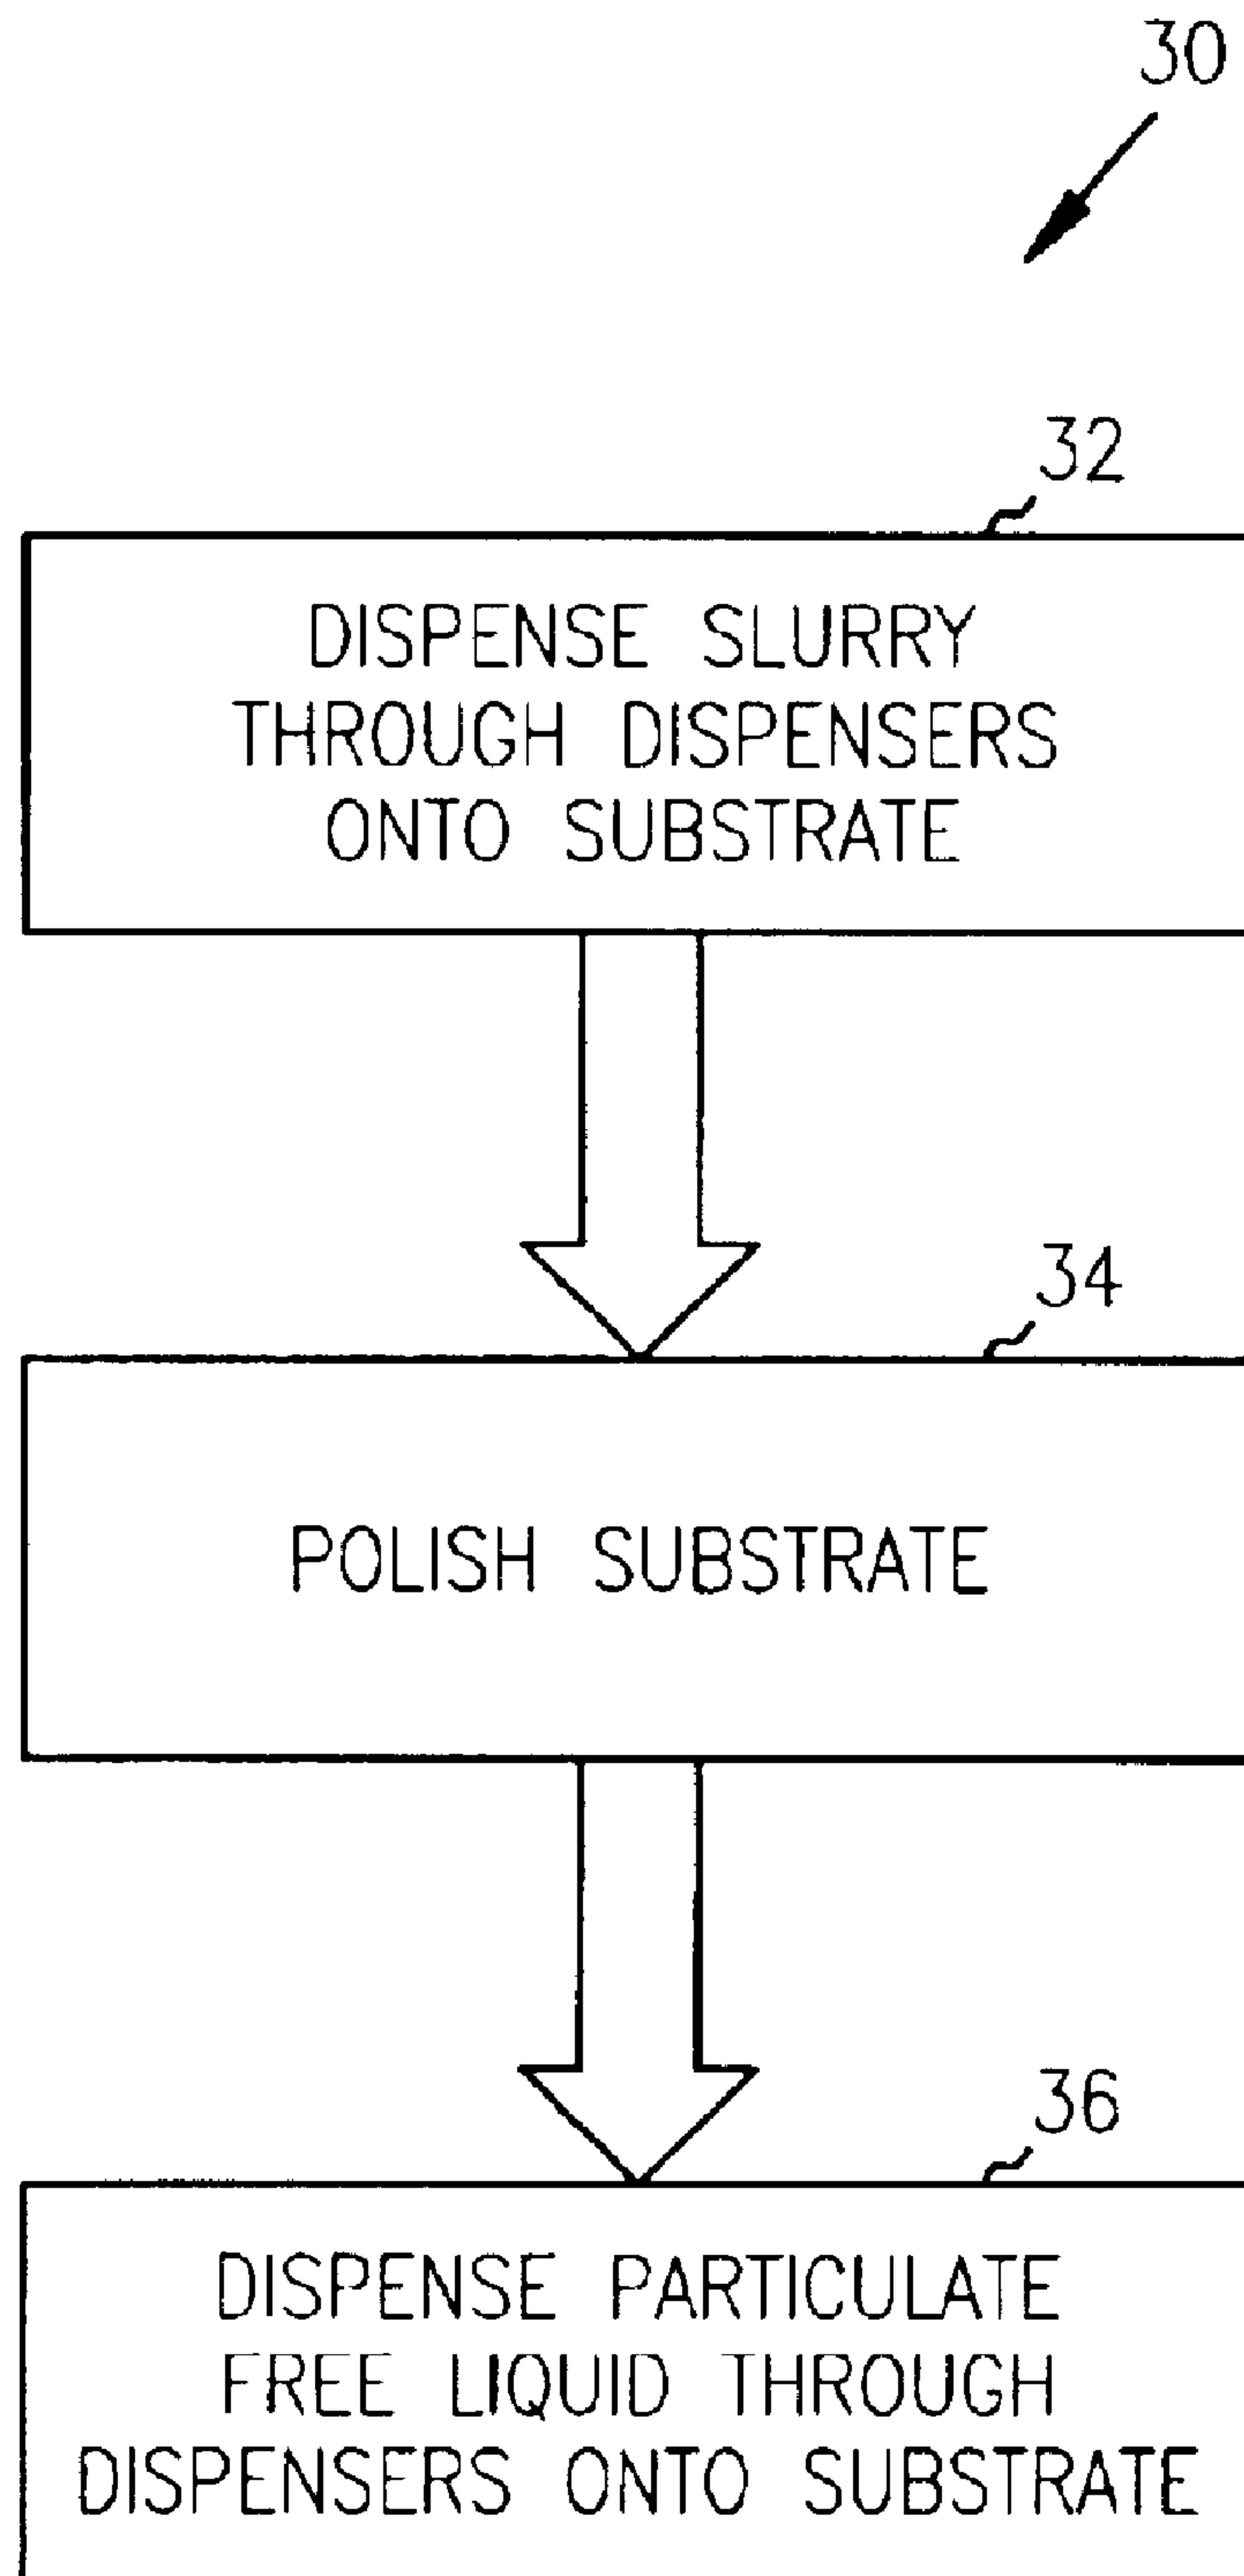 30
32
DISPENSE SLURRY
THROUGH DISPENSERS
ONTO SUBSTRATE
34
POLISH SUBSTRATE
36
DISPENSE PARTICULATE
FREE LIQUID THROUGH
DISPENSERS ONTO SUBSTRATE